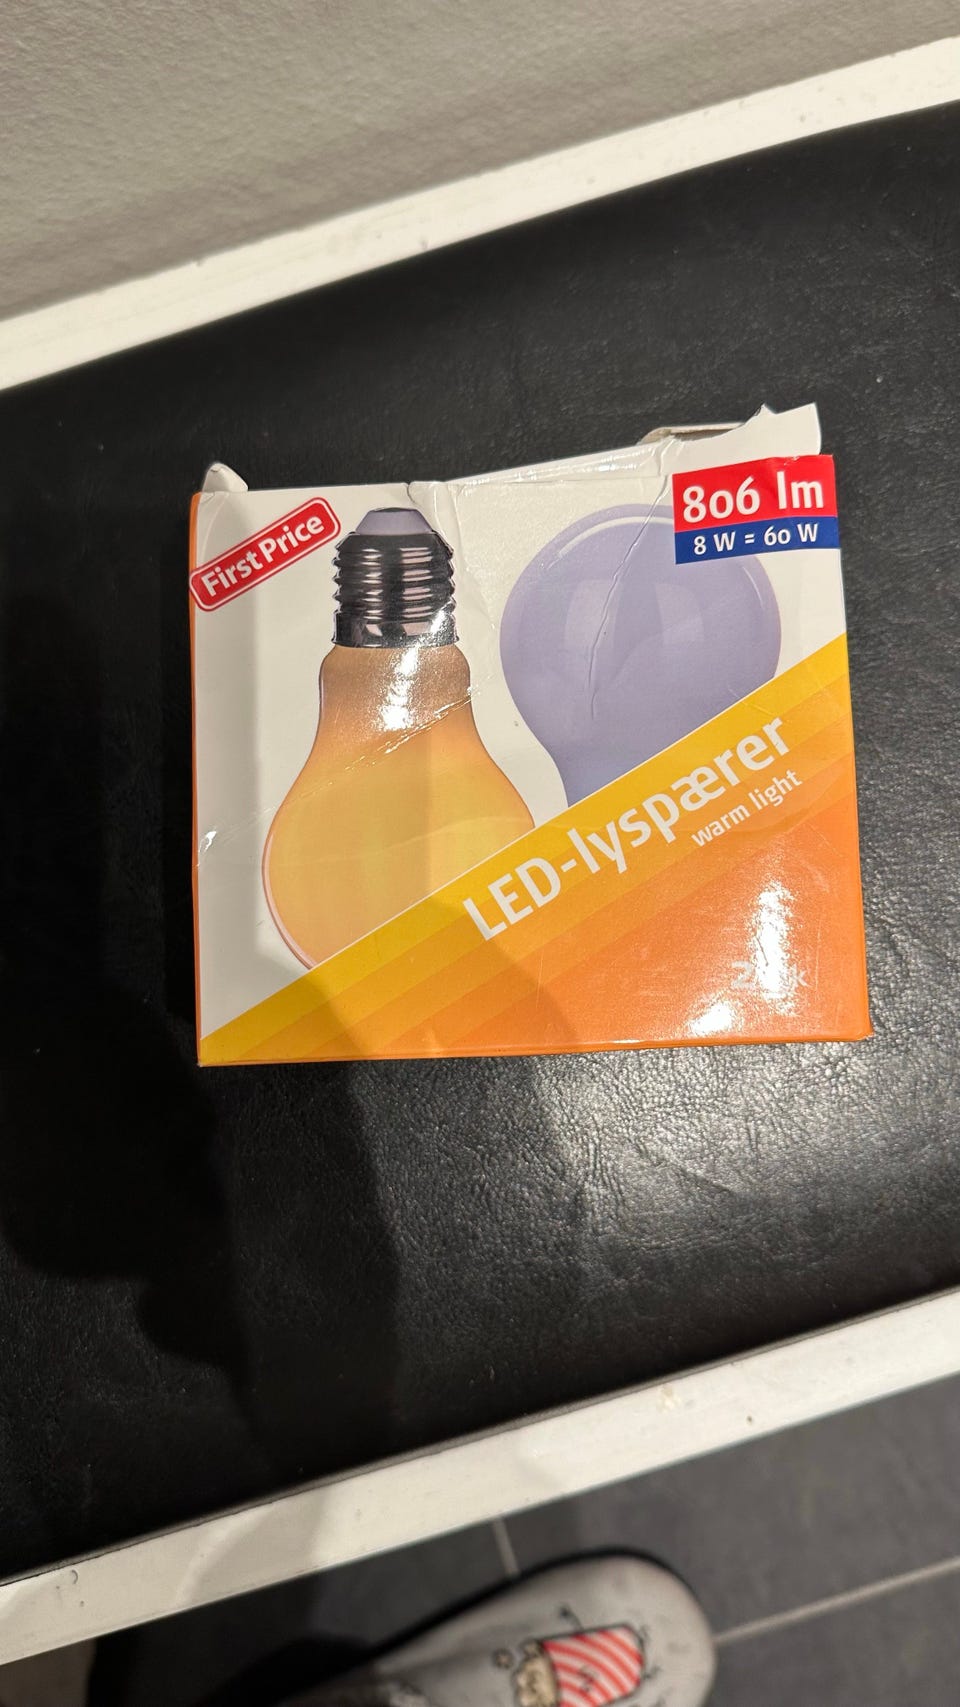 First Price
806 lm
8 W = 60 W
LED-lyspærer
warm light